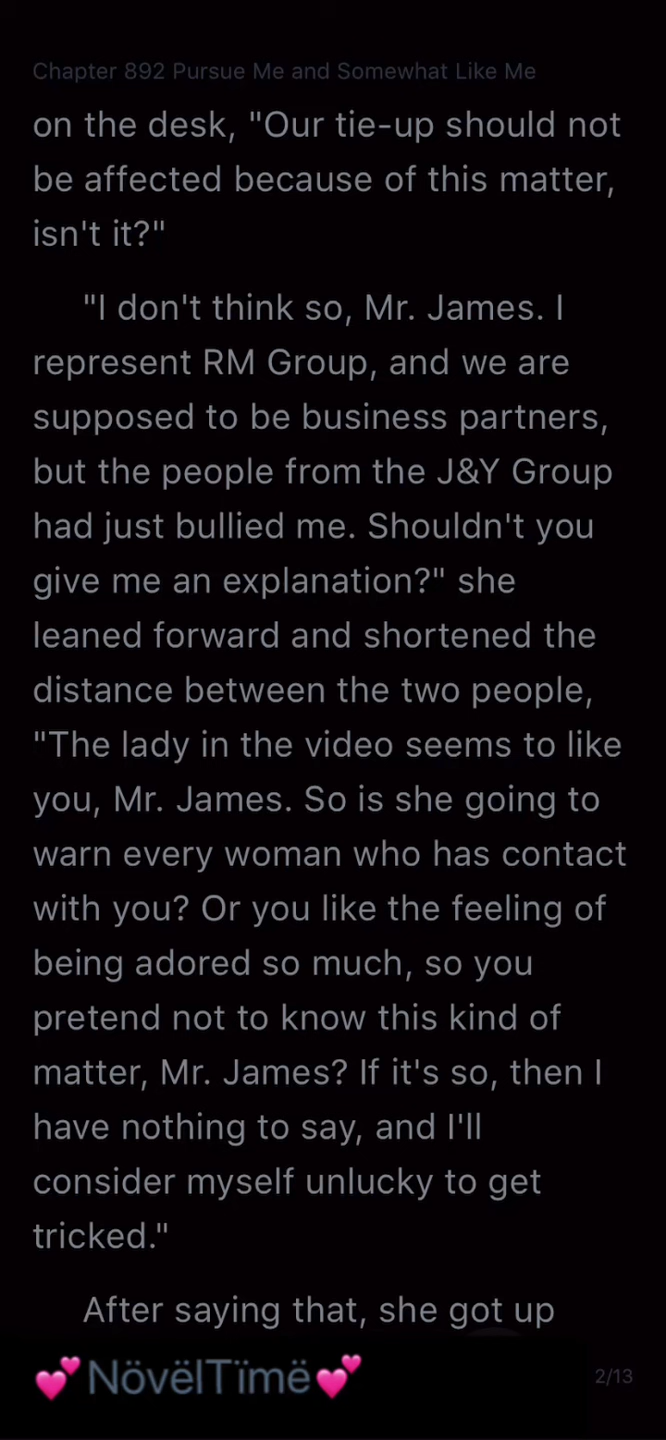 Chapter 892 Pursue Me and Somewhat Like Me
on the desk, "Our tie-up should not
be affected because of this matter,
isn't it?"
"I don't think so, Mr. James. I
represent RM Group, and we are
supposed to be business partners,
but the people from the J&Y Group
had just bullied me. Shouldn't you
give me an explanation?" she
leaned forward and shortened the
distance between the two people,
"The lady in the video seems to like
you, Mr. James. So is she going to
warn every woman who has contact
with you? Or you like the feeling of
being adored so much, so you
pretend not to know this kind of
matter, Mr. James? If it's so, then I
have nothing to say, and I'll
consider myself unlucky to get
tricked."
After saying that, she got up
💕NövëlTïmë💕
2/13